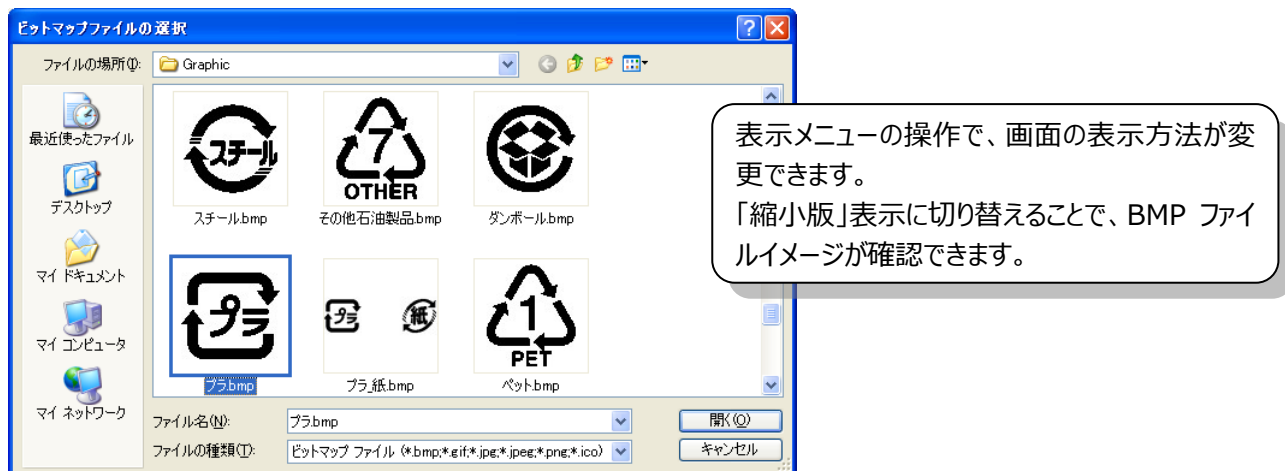 ビットマップファイルの選択
ファイルの場所(I):
Graphic
最近使ったファイル
デスクトップ
マイ ドキュメント
マイ コンピュータ
マイ ネットワーク
スチール
7
OTHER
スチール.bmp
その他石油製品.bmp
ダンボール.bmp
プラ
プラ
紙
1
PET
プラ.bmp
プラ_紙.bmp
ペット.bmp
ファイル名(N):
プラ.bmp
開く(O)
ファイルの種類(T):
ビットマップ ファイル (*.bmp;*.gif;*.jpg;*.jpeg;*.png;*.ico)
キャンセル
表示メニューの操作で、画面の表示方法が変
更できます。
「縮小版」表示に切り替えることで、BMP ファイ
ルイメージが確認できます。